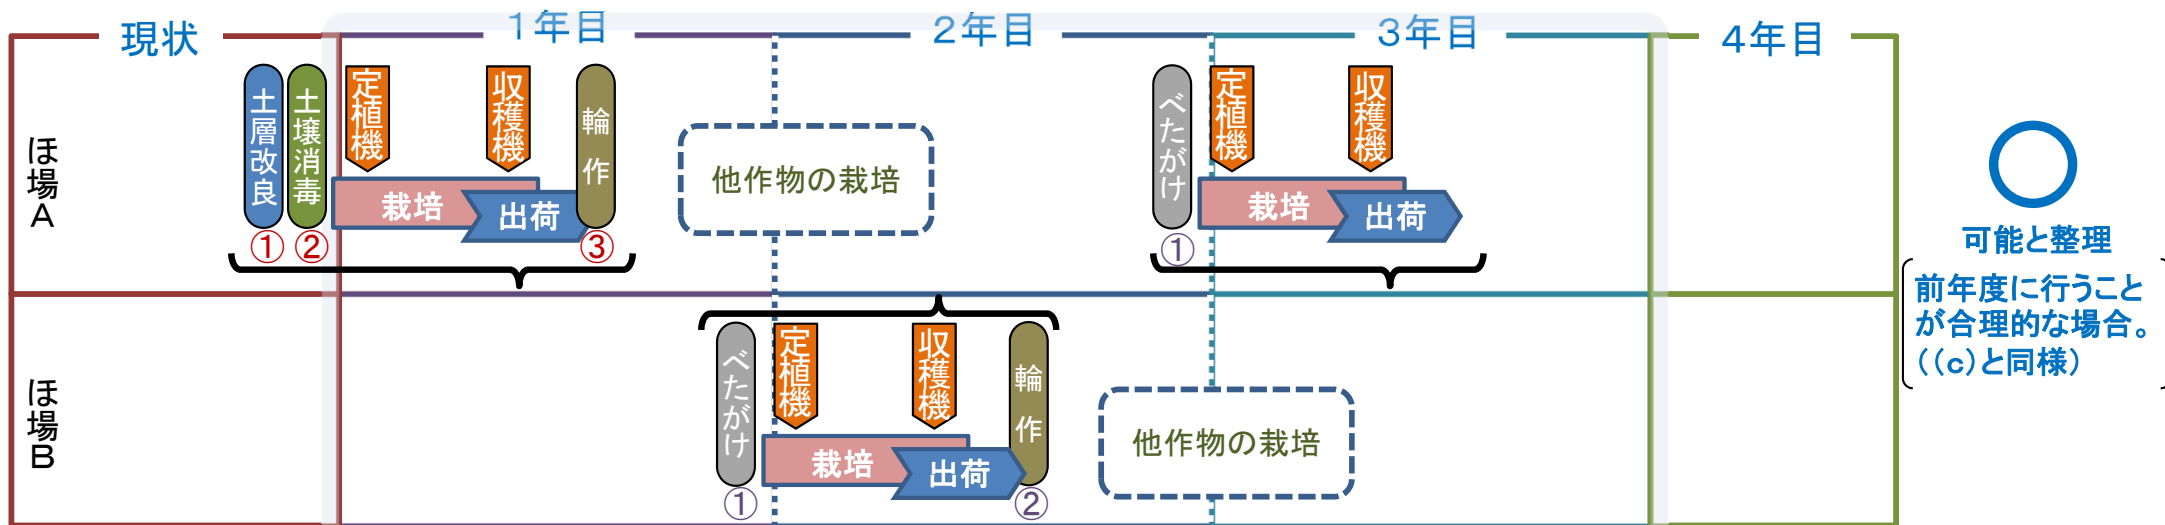 現状
1年目
2年目
3年目
4年目
ほ場A
土層改良
土壌消毒
定植機
収穫機
輪作
栽培
出荷
①
②
③
他作物の栽培
べたがけ
定植機
収穫機
栽培
出荷
①
ほ場B
べたがけ
定植機
収穫機
輪作
栽培
出荷
①
②
他作物の栽培
可能と整理
前年度に行うこと
が合理的な場合。
((c)と同様)